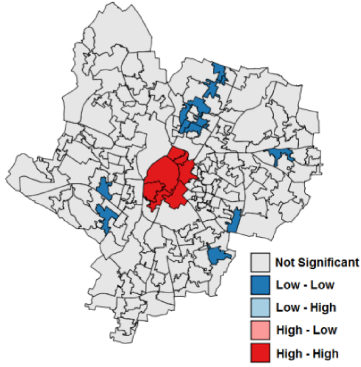 Not Significant
Low - Low
Low - High
High - Low
High - High